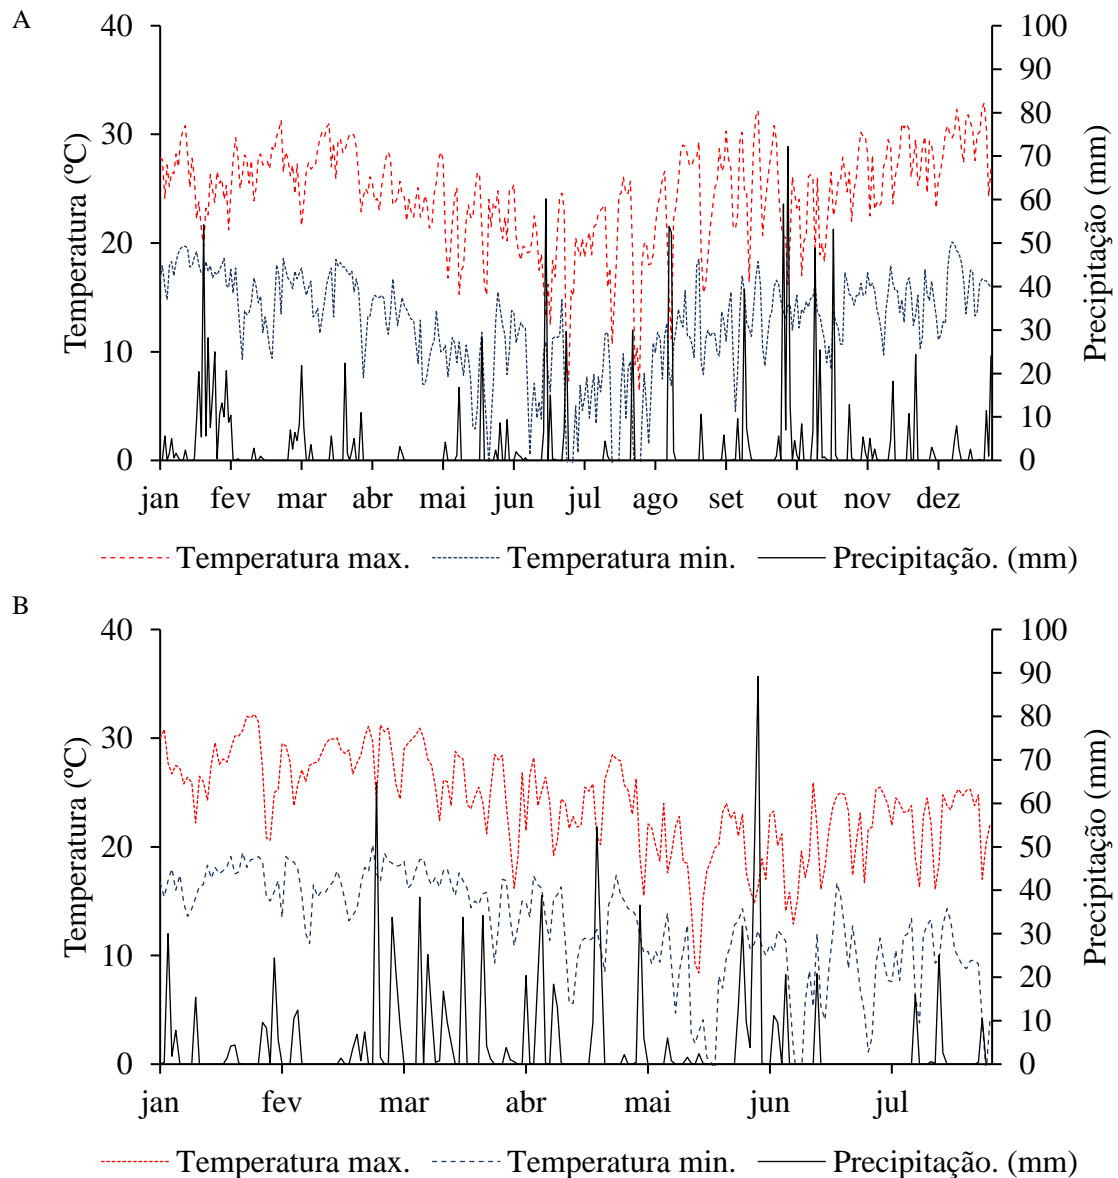 A
40 100
90
80
30 70
60
20 50
40
10 30
20
10
0 0
Temperatura (ºC)
Precipitação (mm)
jan fev mar abr mai jun jul ago set out nov dez
Temperatura max. Temperatura min. Precipitação. (mm)
B
40 100
90
80
30 70
60
20 50
40
10 30
20
10
0 0
Temperatura (ºC)
Precipitação (mm)
jan fev mar abr mai jun jul
Temperatura max. Temperatura min. Precipitação. (mm)